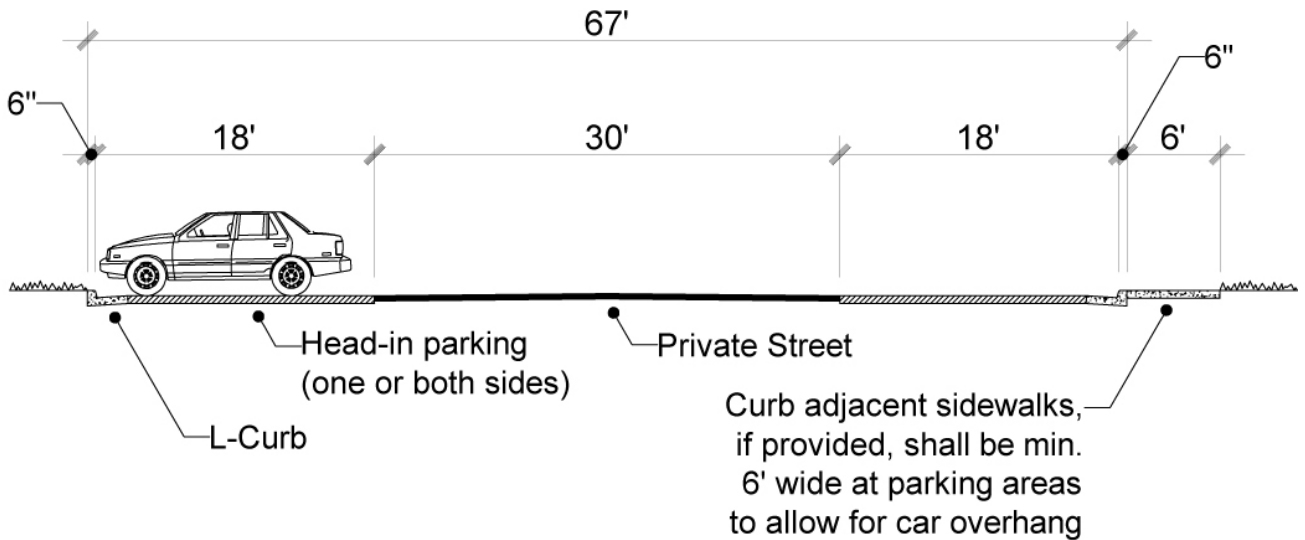 67'
6"
6"
18'
30'
18'
6'
Head-in parking
(one or both sides)
Private Street
L-Curb
Curb adjacent sidewalks,
if provided, shall be min.
6' wide at parking areas
to allow for car overhang